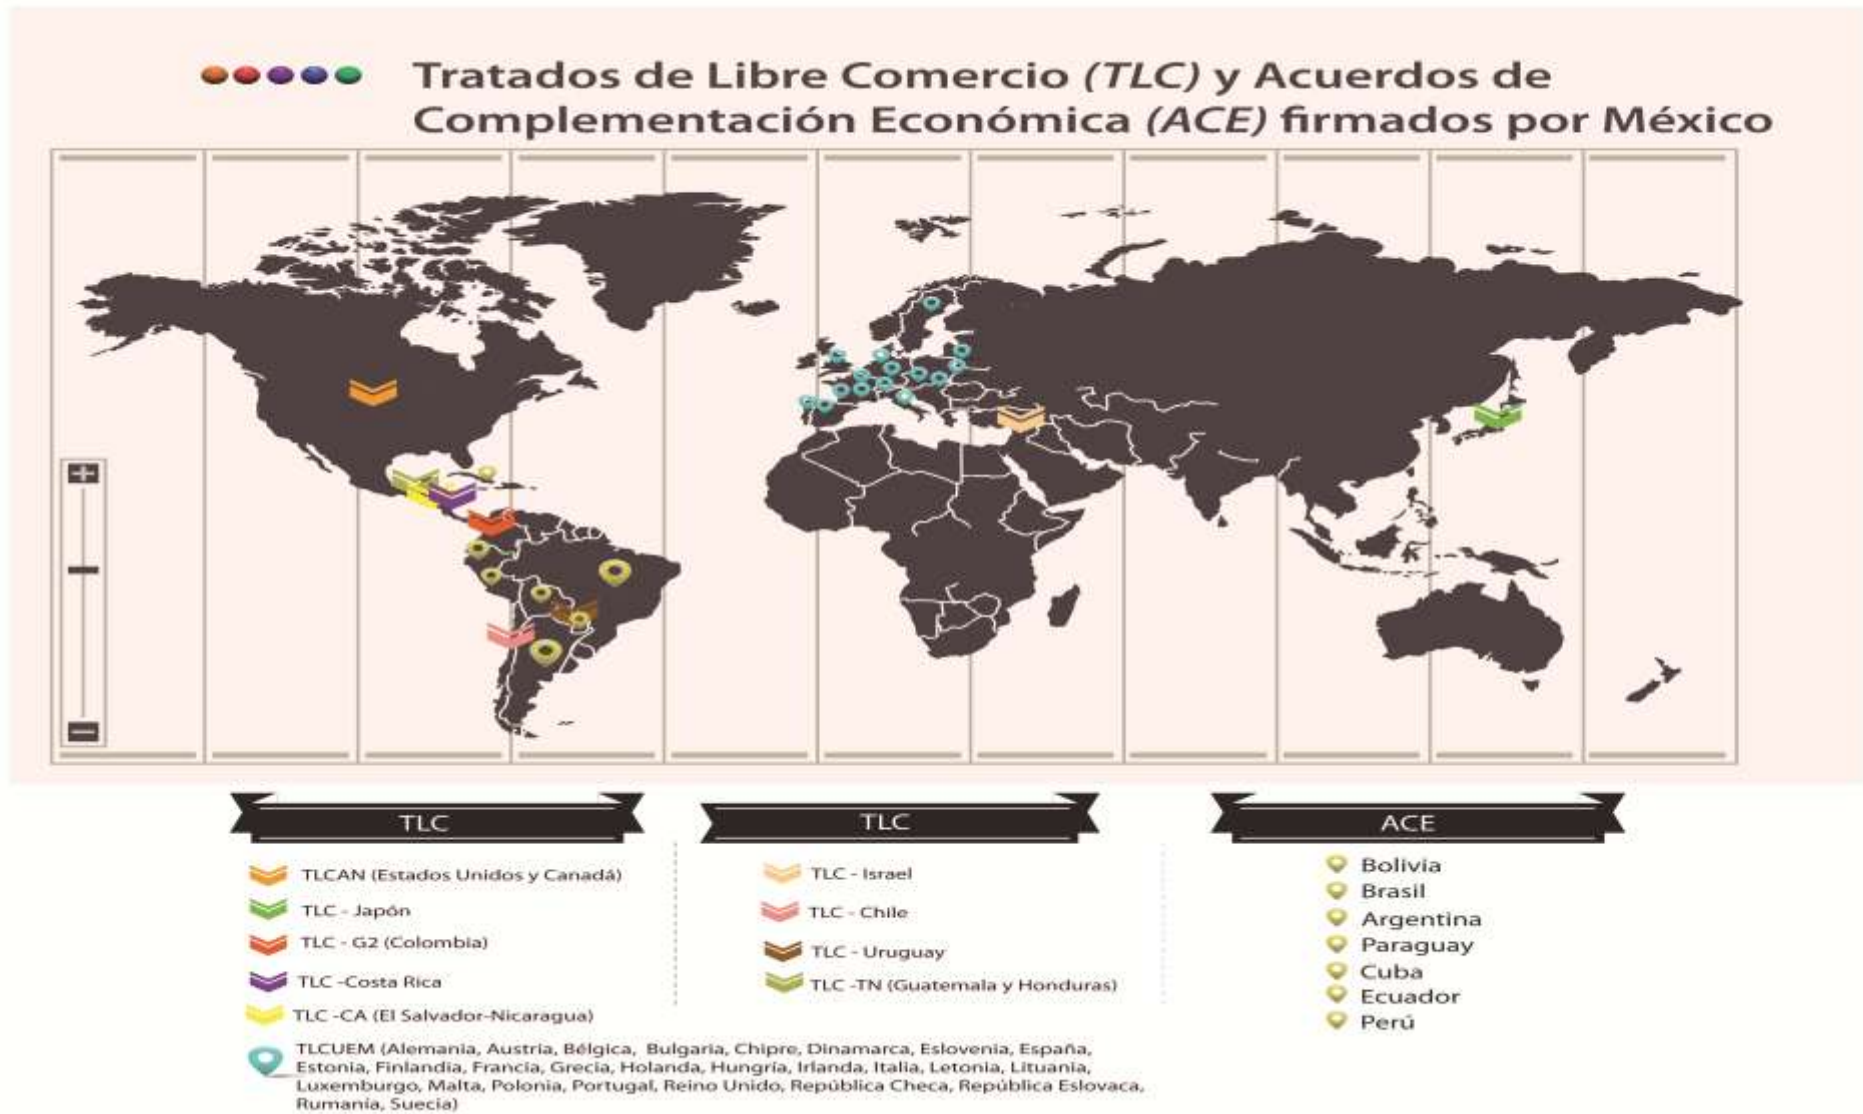 Tratados de Libre Comercio (TLC) y Acuerdos de
Complementación Económica (ACE) firmados por México
TLC
TLCAN (Estados Unidos y Canadá)
TLC - Japón
TLC - G2 (Colombia)
TLC -Costa Rica
TLC -CA (El Salvador-Nicaragua)
TLCUEM (Alemania, Austria, Bélgica, Bulgaria, Chipre, Dinamarca, Eslovenia, España,
Estonia, Finlandia, Francia, Grecia, Holanda, Hungría, Irlanda, Italia, Letonia, Lituania,
Luxemburgo, Malta, Polonia, Portugal, Reino Unido, República Checa, República Eslovaca,
Rumanía, Suecia)
TLC
TLC - Israel
TLC - Chile
TLC - Uruguay
TLC -TN (Guatemala y Honduras)
ACE
Bolivia
Brasil
Argentina
Paraguay
Cuba
Ecuador
Perú